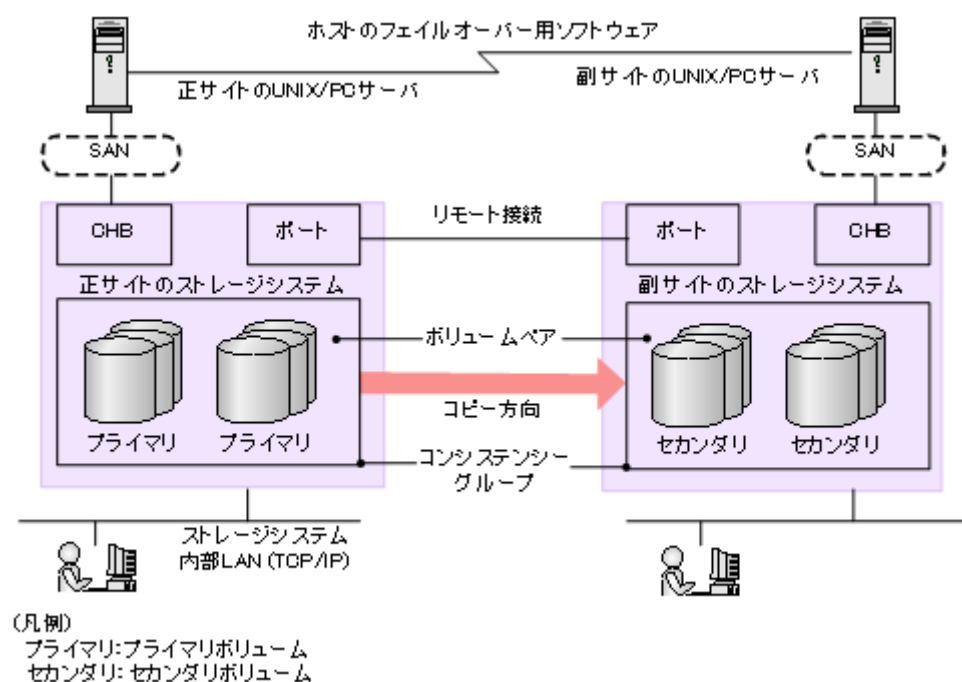 ホストのフェイルオーバー用ソフトウェア
正サイトのUNIX/PCサーバ
副サイトのUNIX/PCサーバ
SAN
SAN
CHB
ポート
リモート接続
ポート
CHB
正サイトのストレージシステム
副サイトのストレージシステム
ボリュームペア
コピー方向
プライマリ
プライマリ
セカンダリ
セカンダリ
コンシステンシー
グループ
ストレージシステム
内部LAN(TCP/IP)
(凡例)
プライマリ:プライマリボリューム
セカンダリ:セカンダリボリューム